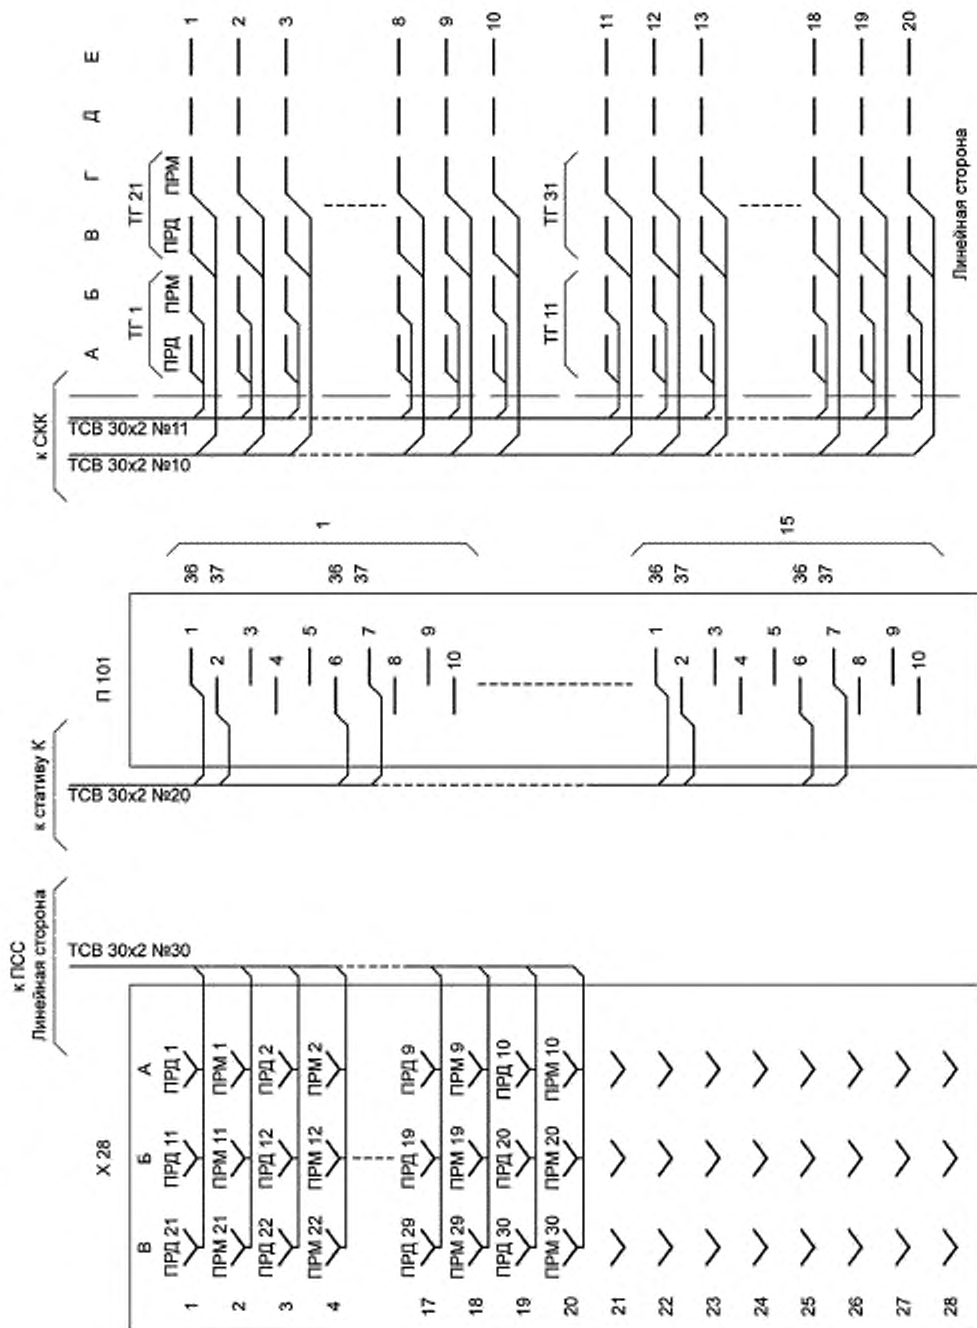 к ПСС
Линейная сторона
ТСВ 30х2 №30
Х 28
В Б А
1 ПРД 21 ПРД 11 ПРД 1
2 ПРМ 21 ПРМ 11 ПРМ 1
3 ПРД 22 ПРД 12 ПРД 2
4 ПРМ 22 ПРМ 12 ПРМ 2
17 ПРД 29 ПРД 19 ПРД 9
18 ПРМ 29 ПРМ 19 ПРМ 9
19 ПРД 30 ПРД 20 ПРД 10
20 ПРМ 30 ПРМ 20 ПРМ 10
21
22
23
24
25
26
27
28
к стативу К
ТСВ 30х2 №20
П 101
1 36
2 37
3
4
5
6 36
7 37
8
9
10
1
1 36
2 37
3
4
5
6 36
7 37
8
9
10
15
к СКК
ТСВ 30х2 №11
ТСВ 30х2 №10
А Б В Г Д Е
ТГ 1 ТГ 21
ПРД ПРМ ПРД ПРМ
1
2
3
8
9
10
ТГ 11 ТГ 31
11
12
13
18
19
20
Линейная сторона